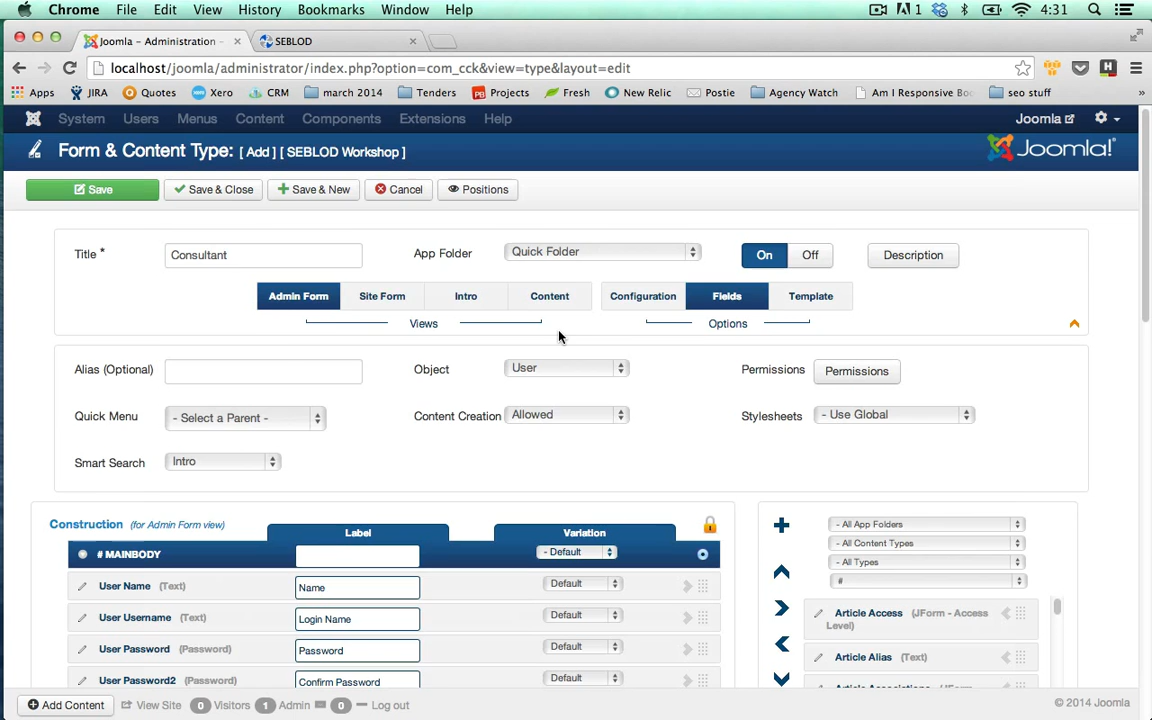 Chrome File Edit View History Bookmarks Window Help 1 4:31
Joomla - Administration - × SEBLOD ×
localhost/joomla/administrator/index.php?option=com_cck&view=type&layout=edit
Apps JIRA Quotes Xero CRM march 2014 Tenders Projects Fresh New Relic Postie Agency Watch Am I Responsive seo stuff »
System Users Menus Content Components Extensions Help Joomla
Form & Content Type: [ Add ] [ SEBLOD Workshop ] Joomla!
Save Save & Close Save & New Cancel Positions
Title * Consultant App Folder Quick Folder On Off Description
Admin Form Site Form Intro Content Configuration Fields Template
Views Options
Alias (Optional) Object User Permissions Permissions
Quick Menu - Select a Parent - Content Creation Allowed Stylesheets - Use Global
Smart Search Intro
Construction (for Admin Form view) Label Variation - All App Folders
# MAINBODY - Default - All Content Types
- All Types
User Name (Text) Name Default #
User Username (Text) Login Name Default Article Access (JForm - Access
Level)
User Password (Password) Password Default Article Alias (Text)
User Password2 (Password) Confirm Password Default
Add Content View Site 0 Visitors 1 Admin 0 Log out © 2014 Joomla